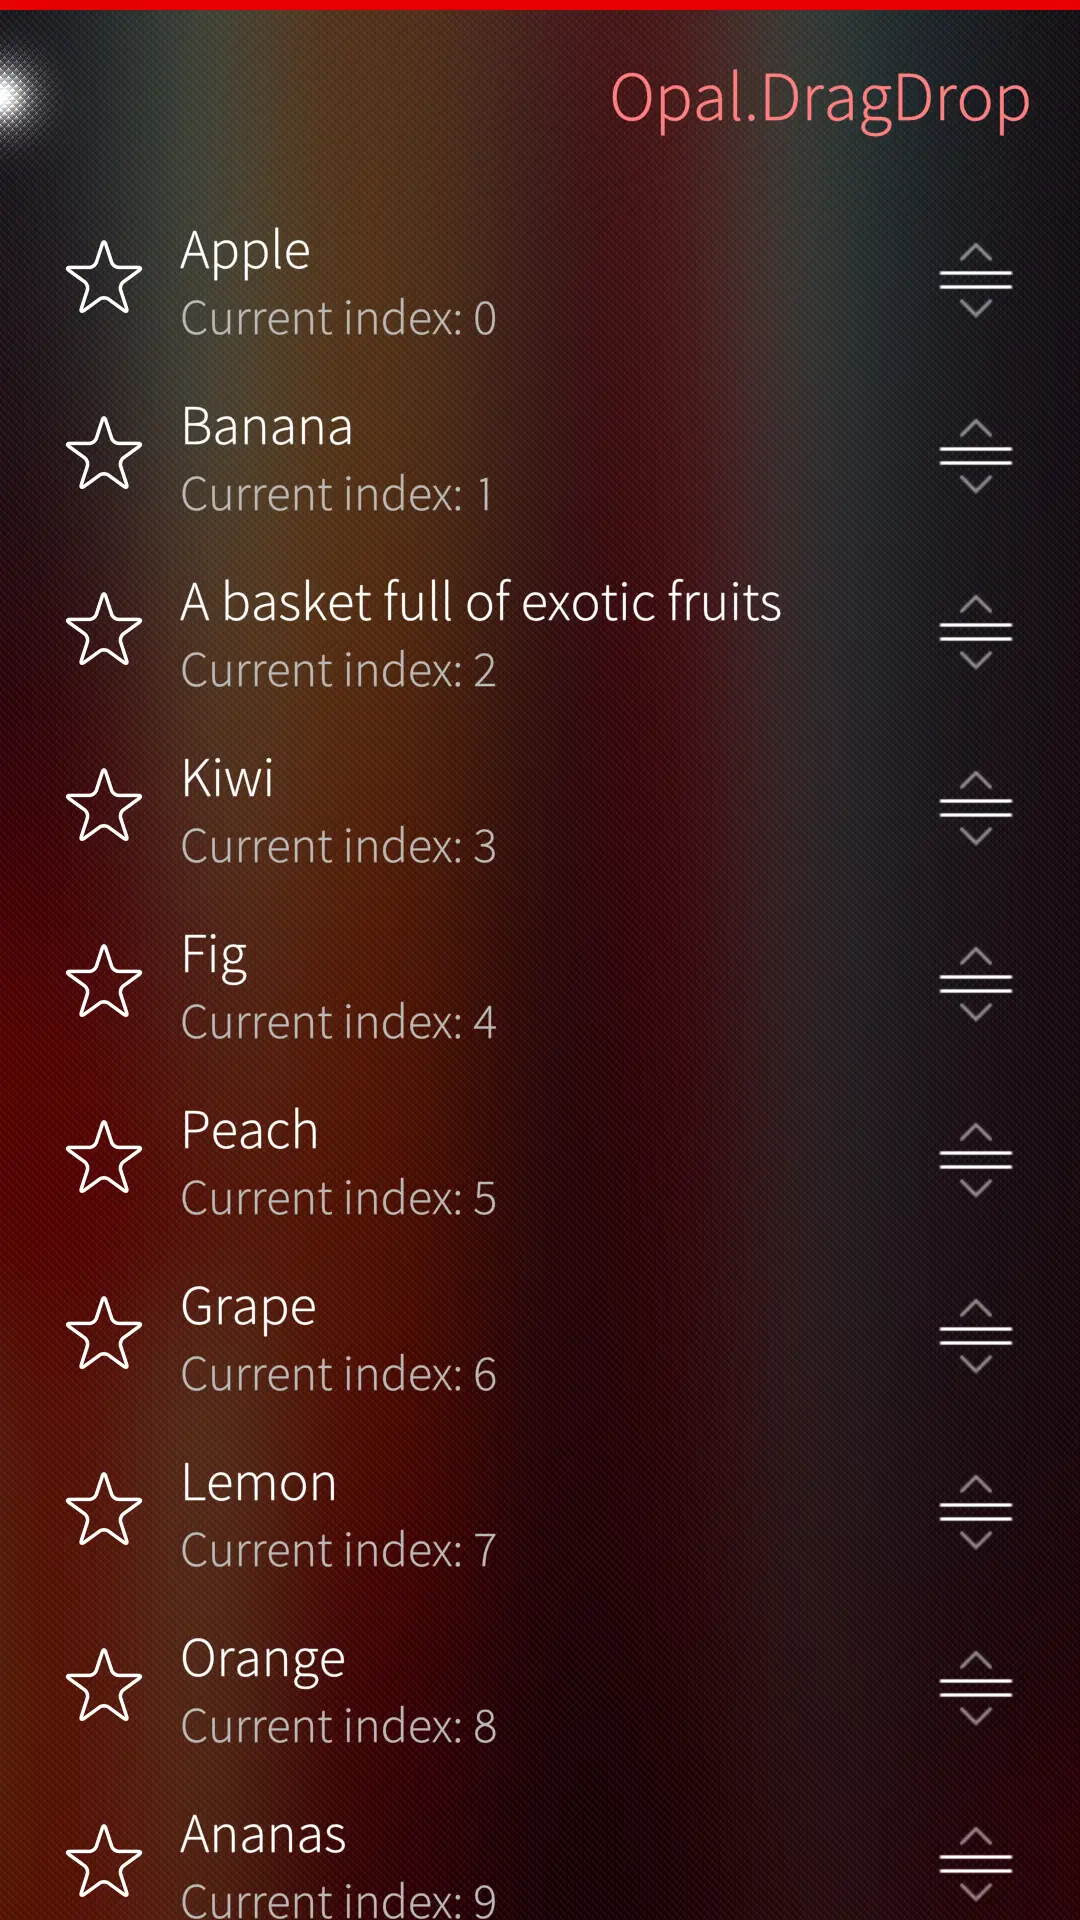 Opal.DragDrop
Apple
Current index: 0
Banana
Current index: 1
A basket full of exotic fruits
Current index: 2
Kiwi
Current index: 3
Fig
Current index: 4
Peach
Current index: 5
Grape
Current index: 6
Lemon
Current index: 7
Orange
Current index: 8
Ananas
Current index: 9